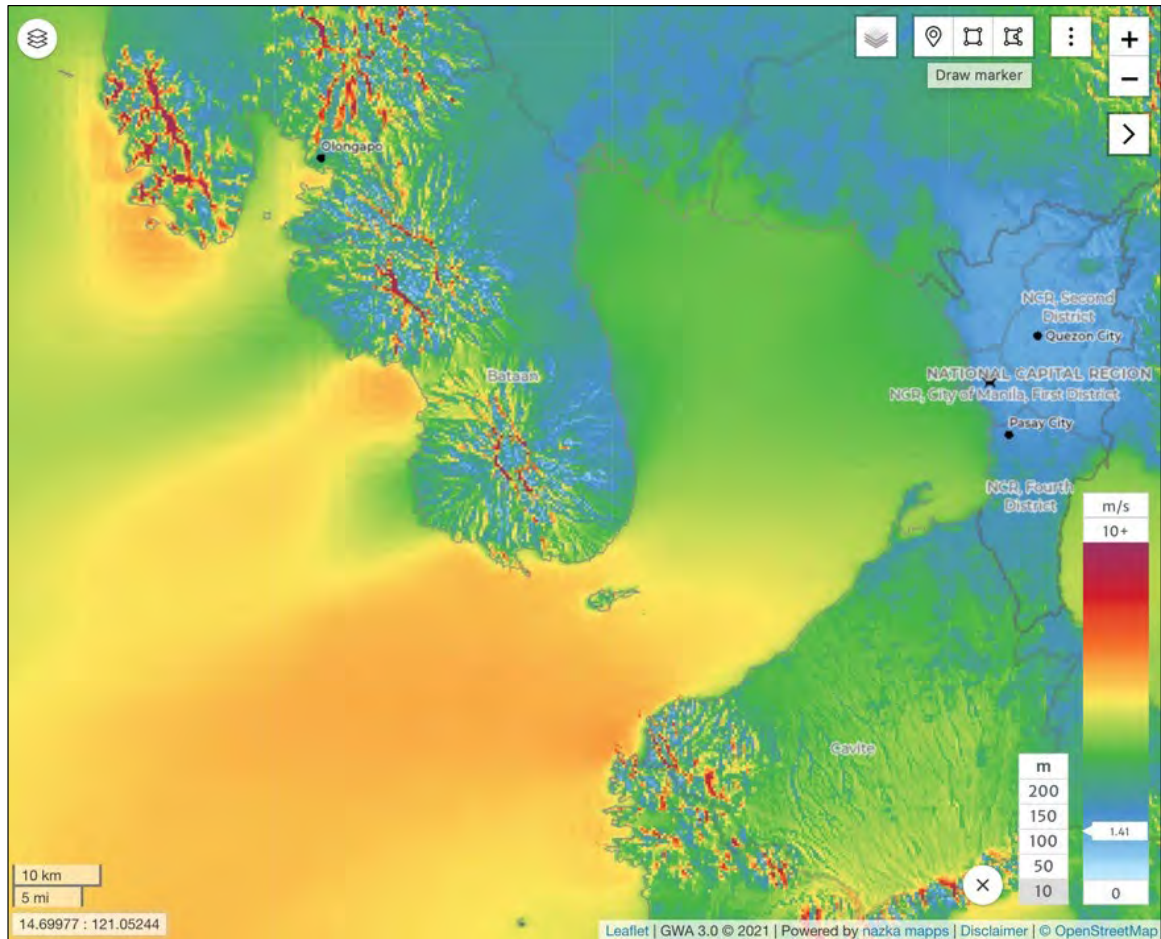 Draw marker
+
−
Olongapo
NCR, Second
District
Quezon City
NATIONAL CAPITAL REGION
NCR, City of Manila, First District
Bataan
Pasay City
NCR, Fourth
District
m/s
10+
Cavite
m
200
150
100
50
10
1.41
0
10 km
5 mi
14.69977 : 121.05244
Leaflet | GWA 3.0 © 2021 | Powered by nazka mapps | Disclaimer | © OpenStreetMap